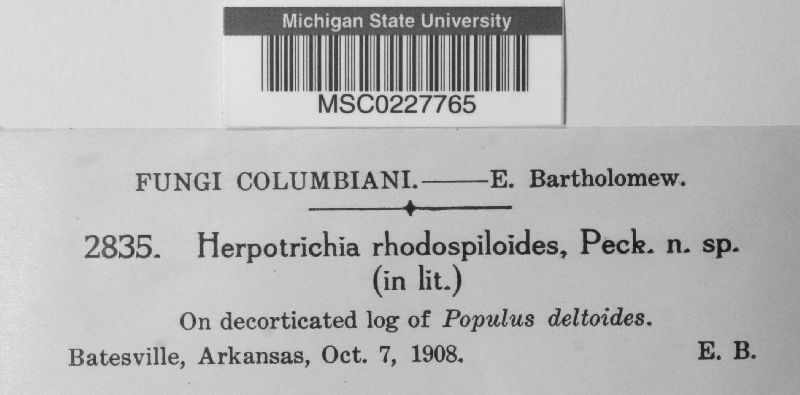 Michigan State University
MSC0227765
FUNGI COLUMBIANI.——E. Bartholomew.
2835. Herpotrichia rhodospiloides, Peck. n. sp.
(in lit.)
On decorticated log of Populus deltoides.
Batesville, Arkansas, Oct. 7, 1908. E. B.